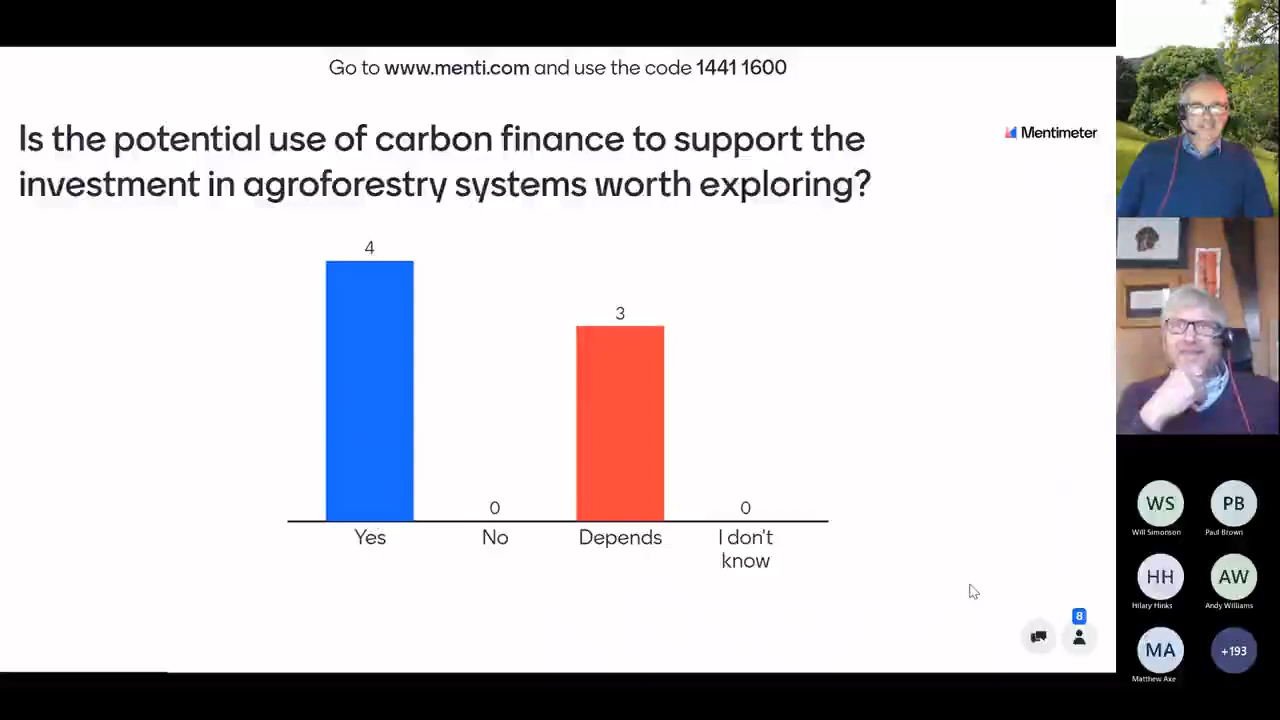 Go to www.menti.com and use the code 1441 1600
Is the potential use of carbon finance to support the
investment in agroforestry systems worth exploring?
Mentimeter
4
0
3
0
Yes
No
Depends
I don't
know
8
WS
PB
Will Simonson
Paul Brown
HH
AW
Hilary Hinks
Andy Williams
MA
+193
Matthew Axe